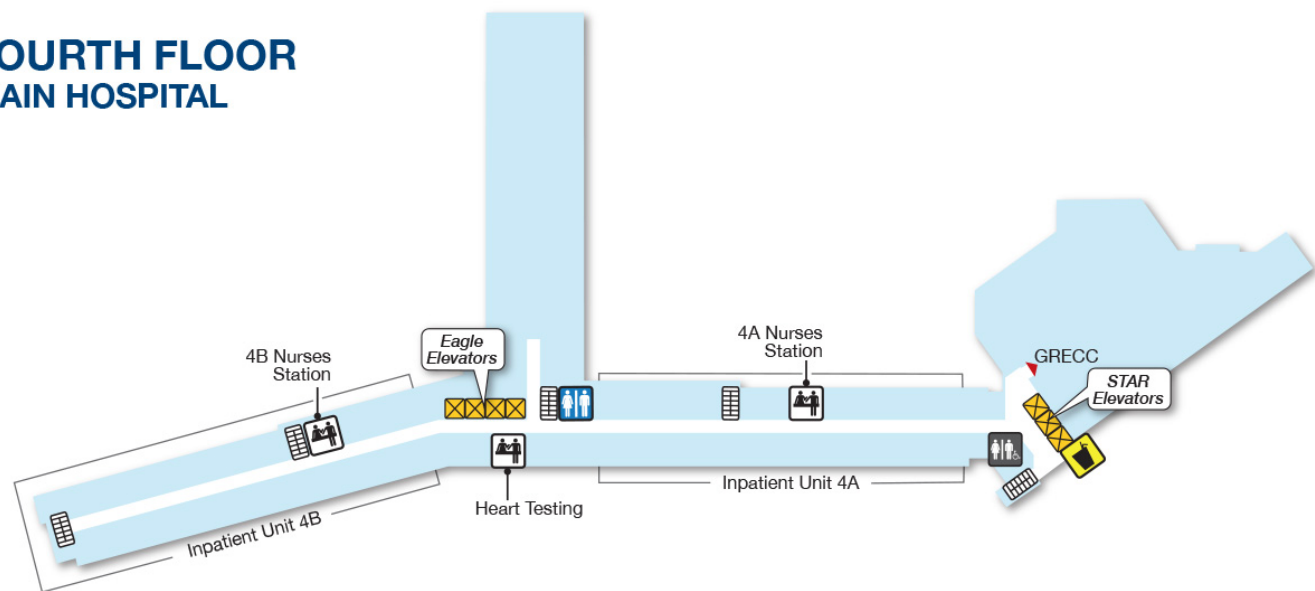 OURTH FLOOR
AIN HOSPITAL
4B Nurses
Station
Eagle
Elevators
4A Nurses
Station
GRECC
STAR
Elevators
Heart Testing
Inpatient Unit 4A
Inpatient Unit 4B